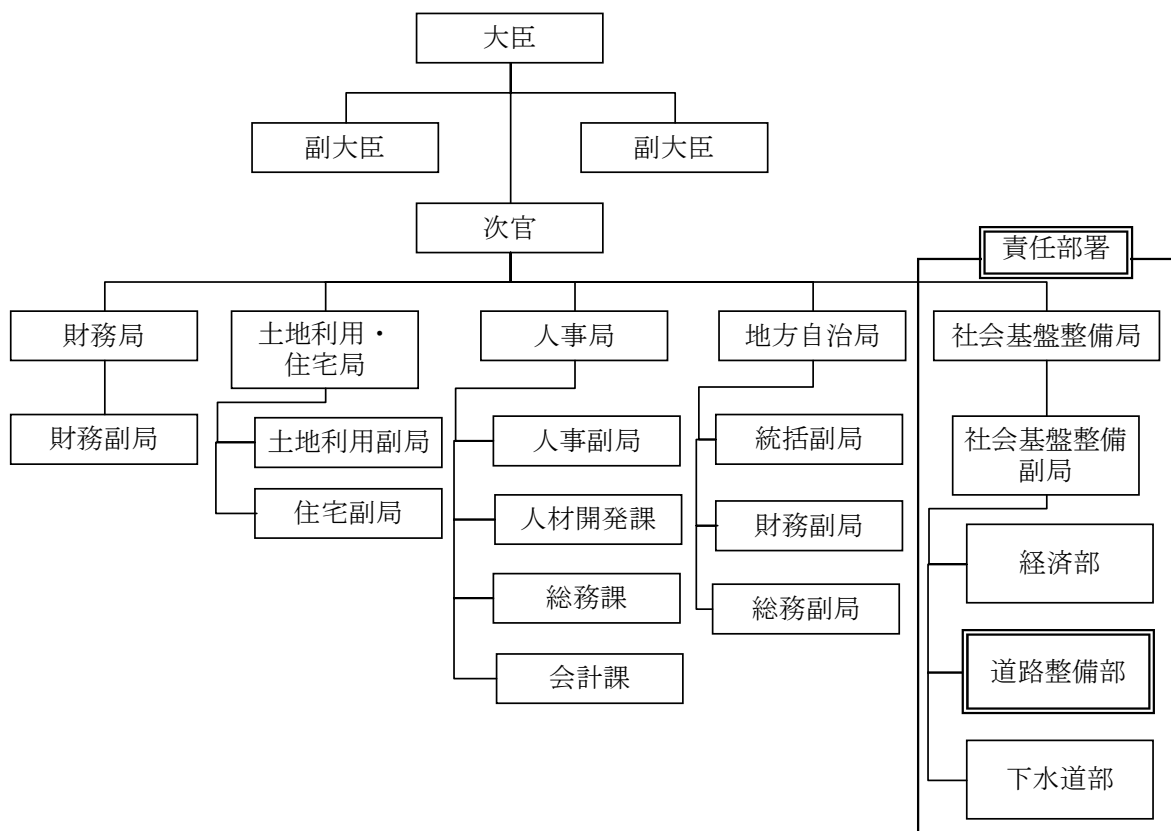 大臣
副大臣
副大臣
次官
責任部署
財務局
土地利用・
住宅局
人事局
地方自治局
社会基盤整備局
財務副局
土地利用副局
住宅副局
人事副局
人材開発課
総務課
会計課
統括副局
財務副局
総務副局
社会基盤整備
副局
経済部
道路整備部
下水道部